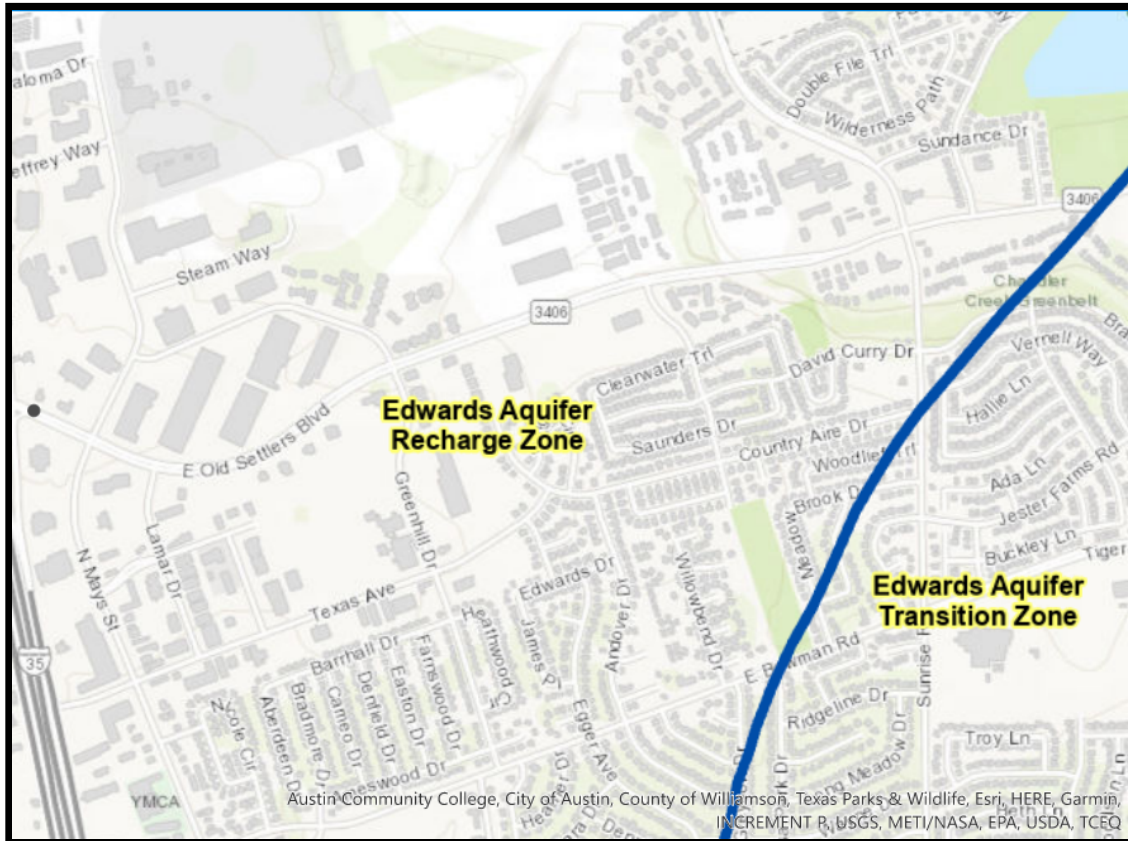 aloma Dr
effrey Way
Steam Way
Double File Trl
Wilderness Path
Sundance Dr
3406
3406
Chandler
Creek Greenbelt
Vernell Way
Hallie Ln
David Curry Dr
Clearwater Trl
Saunders Dr
Country Aire Dr
Ada Ln
Jester Farms Rd
Buckley Ln
Tiger
Edwards Aquifer
Recharge Zone
E Old Settlers Blvd
Greenhill Dr
Lamar Dr
N Mays St
Texas Ave
Edwards Dr
Andover Dr
Willowbend Dr
Meadow
Edwards Aquifer
Transition Zone
35
Barrhall Dr
Heathwood Cir
James Pl
Farmswood Dr
Easton Dr
Denfield Dr
Cameo Dr
Bradmore Dr
Aberdeen Dr
Cole Cir
Egger Ave
E Bowman Rd
Ridgeline Dr
Troy Ln
YMCA
Austin Community College, City of Austin, County of Williamson, Texas Parks & Wildlife, Esri, HERE, Garmin,
INCREMENT P, USGS, METI/NASA, EPA, USDA, TCEQ